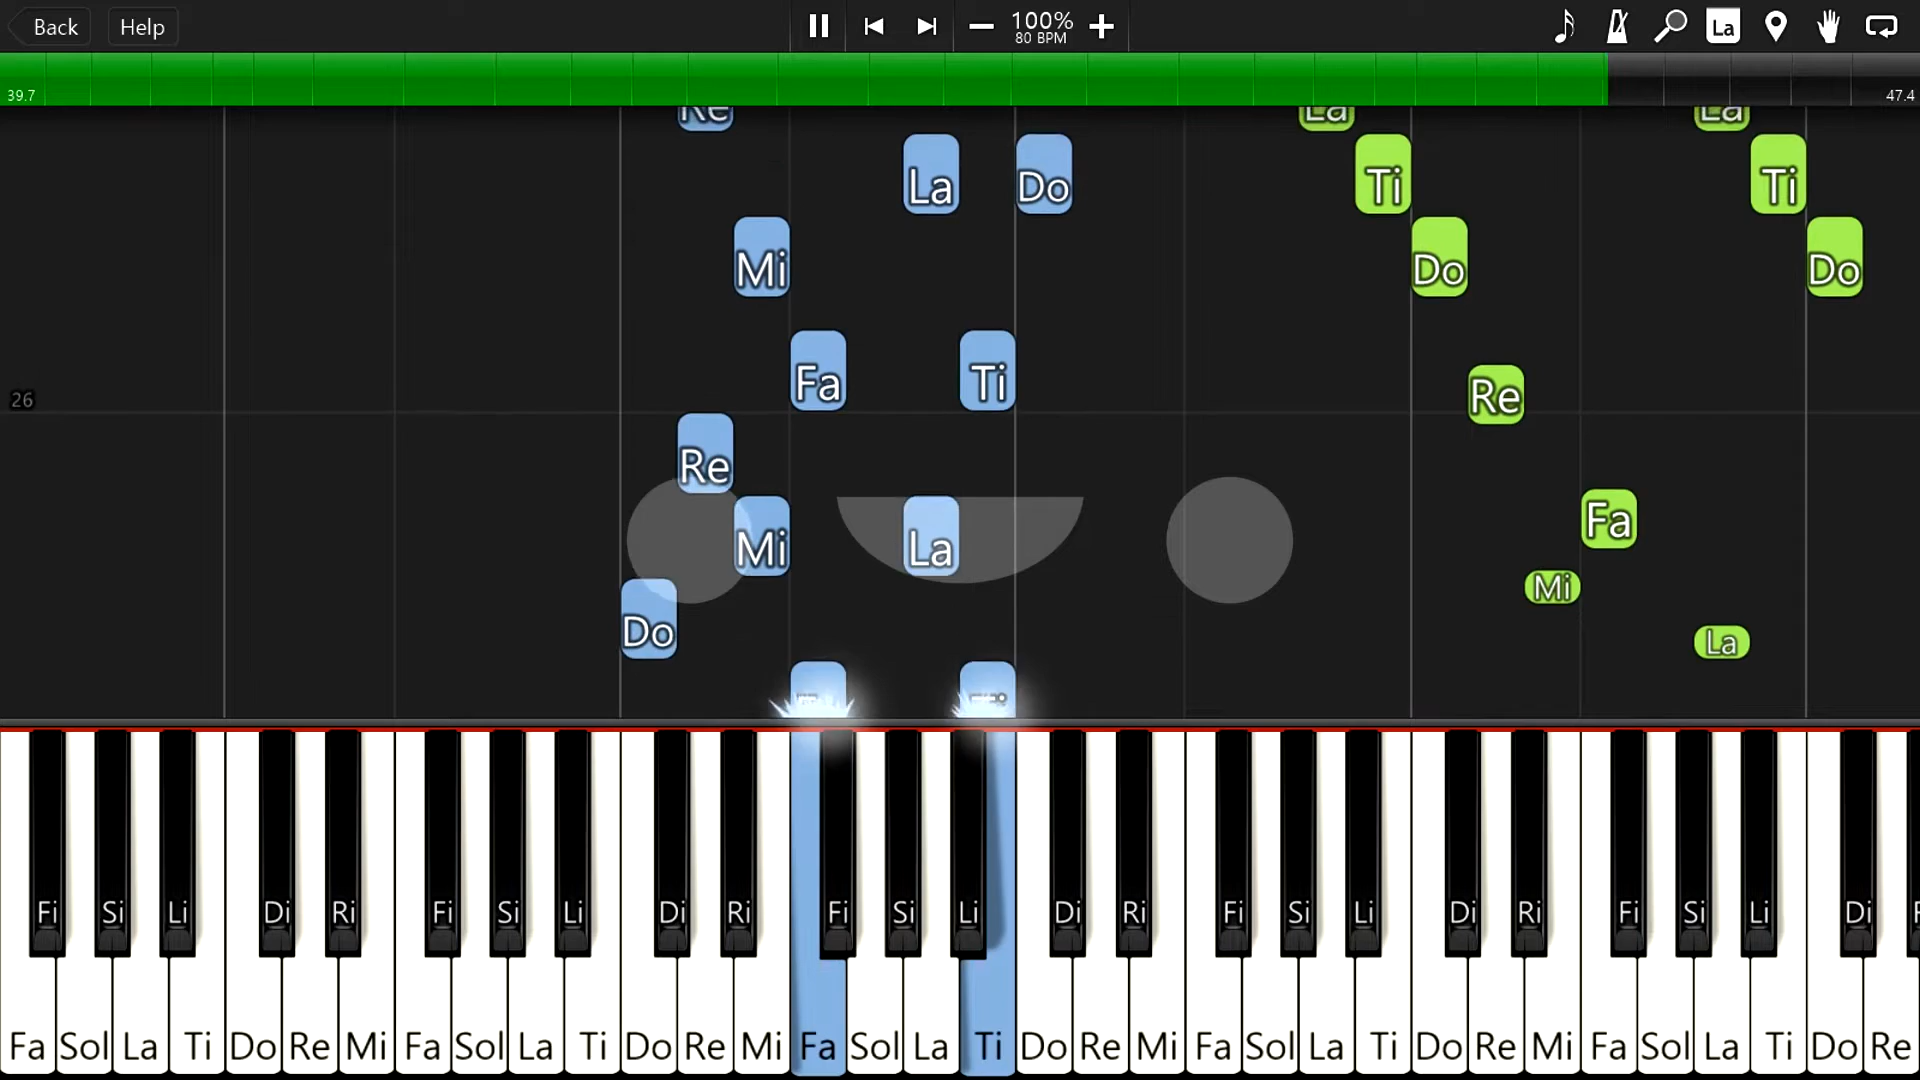 Back
Help
100%
80 BPM
La
39.7
47.4
Re
La
La
La
Do
Ti
Ti
Mi
Do
Do
Fa
Ti
26
Re
Re
Mi
La
Fa
Mi
Do
La
Fi Si Li Di Ri Fi Si Li Di Ri Fi Si Li Di Ri Fi Si Li Di Ri Fi Si Li Di
Fa Sol La Ti Do Re Mi Fa Sol La Ti Do Re Mi Fa Sol La Ti Do Re Mi Fa Sol La Ti Do Re Mi Fa Sol La Ti Do Re